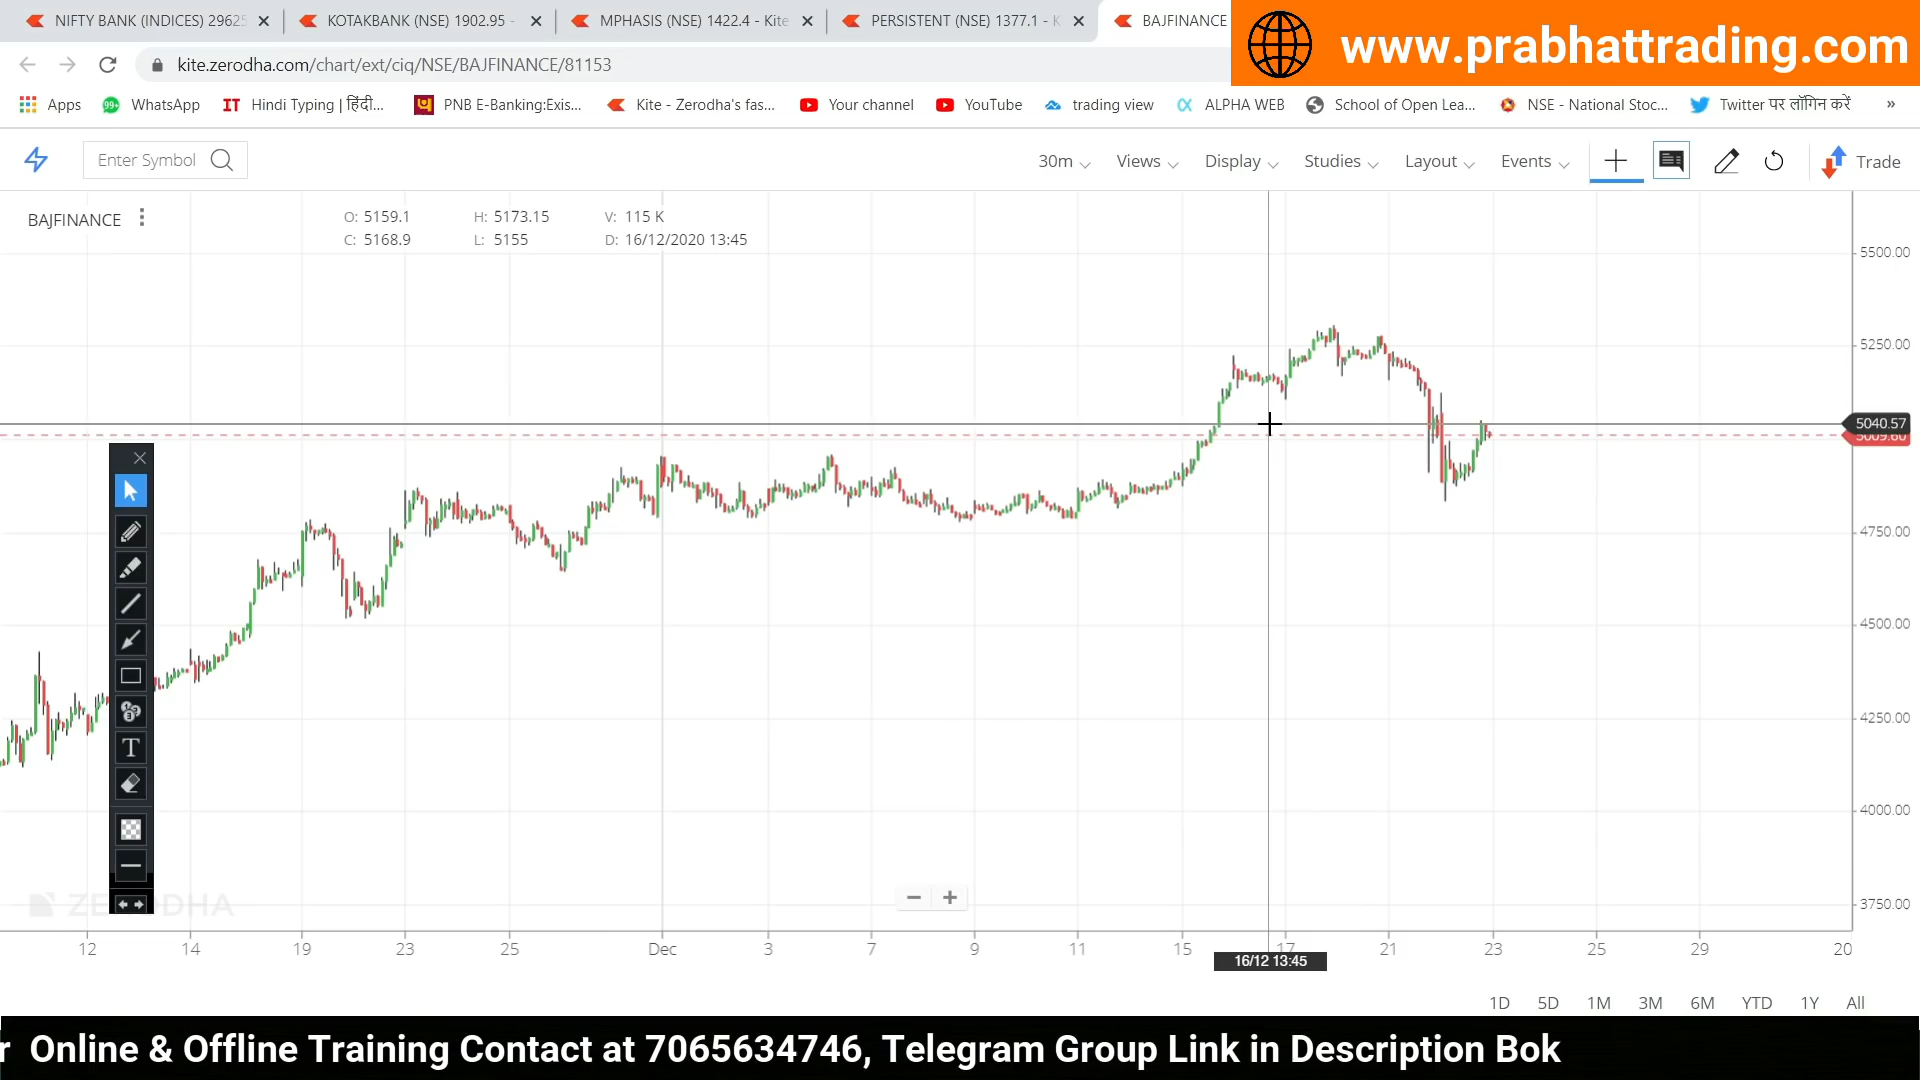 NIFTY BANK (INDICES) 29625
KOTAKBANK (NSE) 1902.95 -
MPHASIS (NSE) 1422.4 - Kite
PERSISTENT (NSE) 1377.1 - K
BAJFINANCE
www.prabhattrading.com
kite.zerodha.com/chart/ext/ciq/NSE/BAJFINANCE/81153
Apps
99+
WhatsApp
IT
Hindi Typing | हिंदी...
PNB E-Banking:Exis...
Kite - Zerodha's fas...
Your channel
YouTube
trading view
ALPHA WEB
School of Open Lea...
NSE - National Stoc...
Twitter पर लॉगिन करें
»
Enter Symbol
30m
Views
Display
Studies
Layout
Events
Trade
BAJFINANCE
O: 5159.1 H: 5173.15 V: 115 K
C: 5168.9 L: 5155 D: 16/12/2020 13:45
5500.00
5250.00
5040.57
5009.60
4750.00
4500.00
4250.00
4000.00
3750.00
T
ZERODHA
12 14 19 23 25 Dec 3 7 9 11 15 17 21 23 25 29 20
16/12 13:45
1D 5D 1M 3M 6M YTD 1Y All
r Online & Offline Training Contact at 7065634746, Telegram Group Link in Description Bok